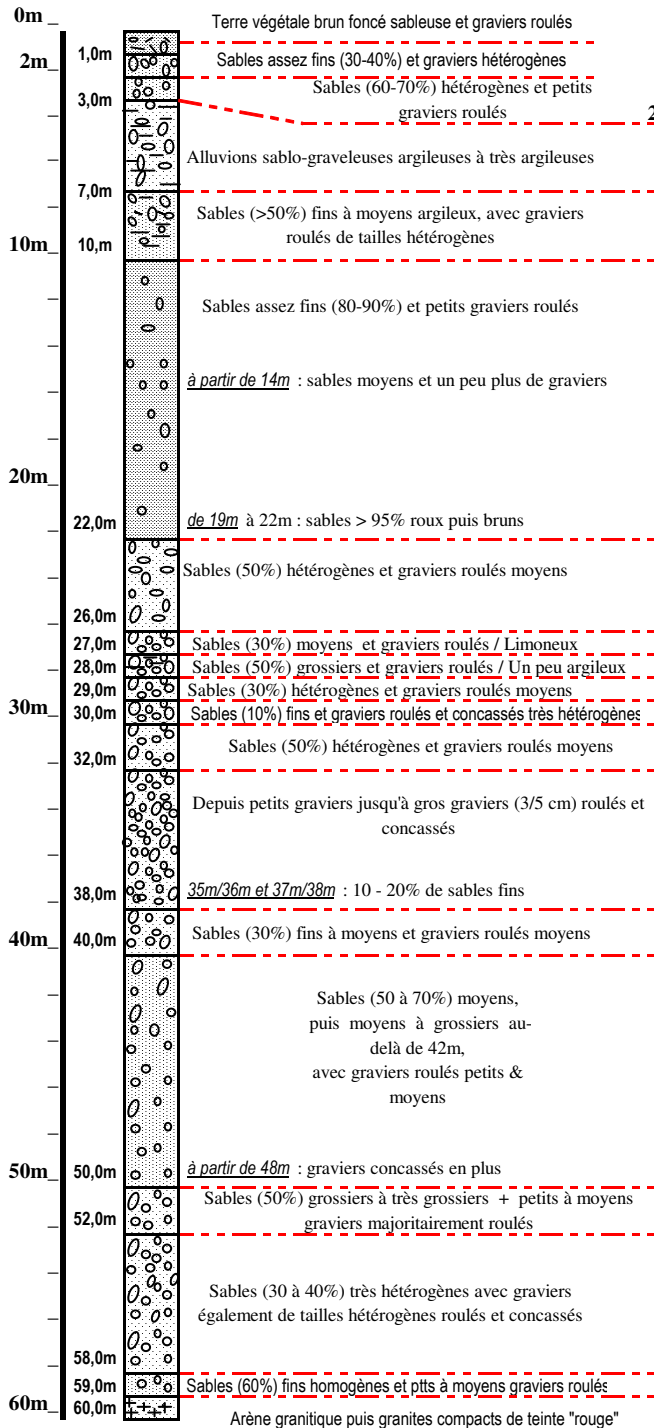 0m
Terre végétale brun foncé sableuse et graviers roulés
1,0m
2m
Sables assez fins (30-40%) et graviers hétérogènes
Sables (60-70%) hétérogènes et petits
graviers roulés
3,0m
2
Alluvions sablo-graveleuses argileuses à très argileuses
7,0m
Sables (>50%) fins à moyens argileux, avec graviers
roulés de tailles hétérogènes
10m
10,m
Sables assez fins (80-90%) et petits graviers roulés
à partir de 14m : sables moyens et un peu plus de graviers
20m
22,0m
de 19m à 22m : sables > 95% roux puis bruns
Sables (50%) hétérogènes et graviers roulés moyens
26,0m
27,0m
Sables (30%) moyens et graviers roulés / Limoneux
28,0m
Sables (50%) grossiers et graviers roulés / Un peu argileux
29,0m
Sables (30%) hétérogènes et graviers roulés moyens
30m
30,0m
Sables (10%) fins et graviers roulés et concassés très hétérogènes
32,0m
Sables (50%) hétérogènes et graviers roulés moyens
Depuis petits graviers jusqu'à gros graviers (3/5 cm) roulés et
concassés
38,0m
35m/36m et 37m/38m : 10 - 20% de sables fins
40m
40,0m
Sables (30%) fins à moyens et graviers roulés moyens
Sables (50 à 70%) moyens,
puis moyens à grossiers au-
delà de 42m,
avec graviers roulés petits &
moyens
50m
50,0m
à partir de 48m : graviers concassés en plus
52,0m
Sables (50%) grossiers à très grossiers + petits à moyens
graviers majoritairement roulés
Sables (30 à 40%) très hétérogènes avec graviers
également de tailles hétérogènes roulés et concassés
58,0m
59,0m
Sables (60%) fins homogènes et ptts à moyens graviers roulés
60m
60,0m
Arène granitique puis granites compacts de teinte "rouge"